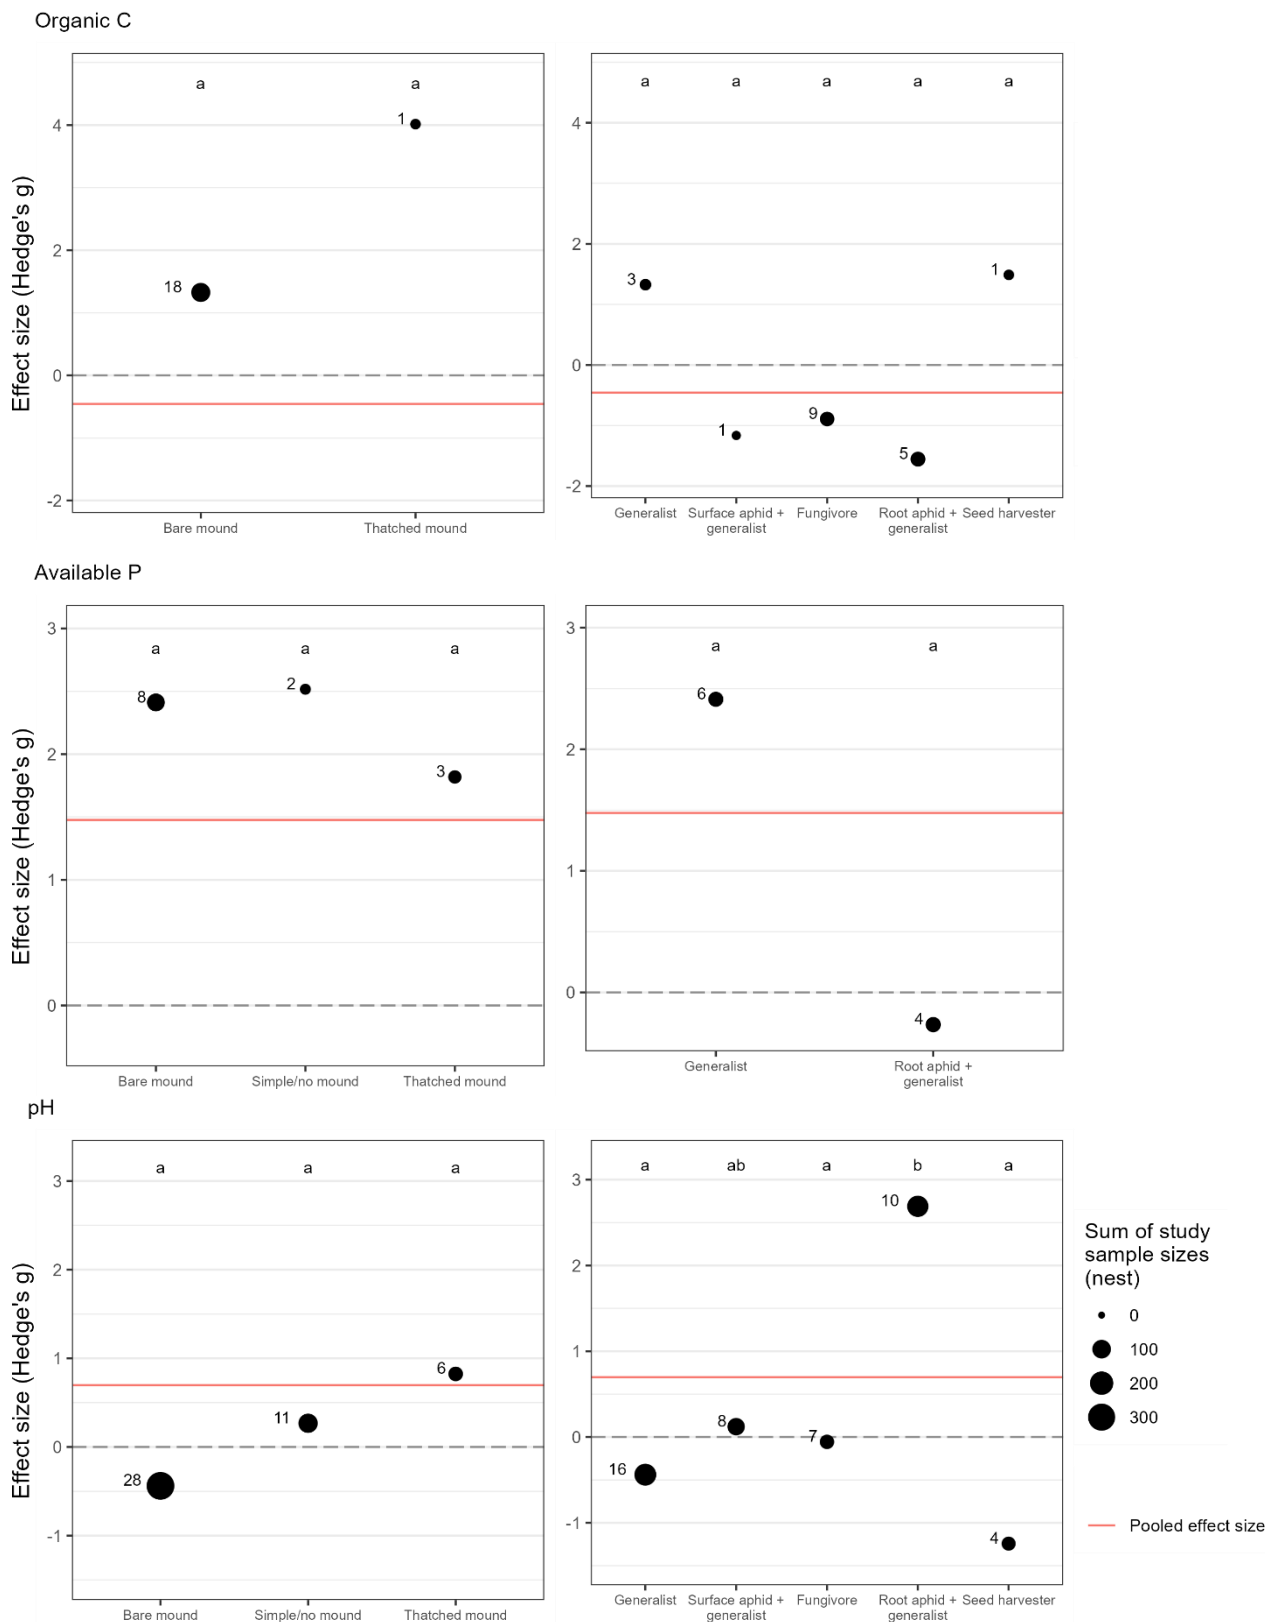 Organic C
Effect size (Hedge's g)
4
2
0
-2
a
a
18
1
Bare mound
Thatched mound
4
2
0
-2
a
a
a
a
a
3
1
9
5
1
Generalist
Surface aphid +
generalist
Fungivore
Root aphid +
generalist
Seed harvester
Available P
Effect size (Hedge's g)
3
2
1
0
a
a
a
8
2
3
Bare mound
Simple/no mound
Thatched mound
3
2
1
0
a
a
6
4
Generalist
Root aphid +
generalist
pH
Effect size (Hedge's g)
3
2
1
0
-1
a
a
a
28
11
6
Bare mound
Simple/no mound
Thatched mound
3
2
1
0
-1
a
ab
a
b
a
16
8
7
10
4
Generalist
Surface aphid +
generalist
Fungivore
Root aphid +
generalist
Seed harvester
Sum of study
sample sizes
(nest)
0
100
200
300
Pooled effect size